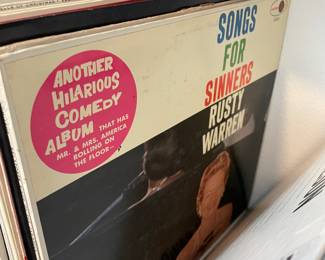 SONGS
FOR
SINNERS
RUSTY
WARREN
ANOTHER
HILARIOUS
COMEDY
ALBUM
MR. & MRS. THAT HAS
AMERICA
ROLLING ON
THE FLOOR—